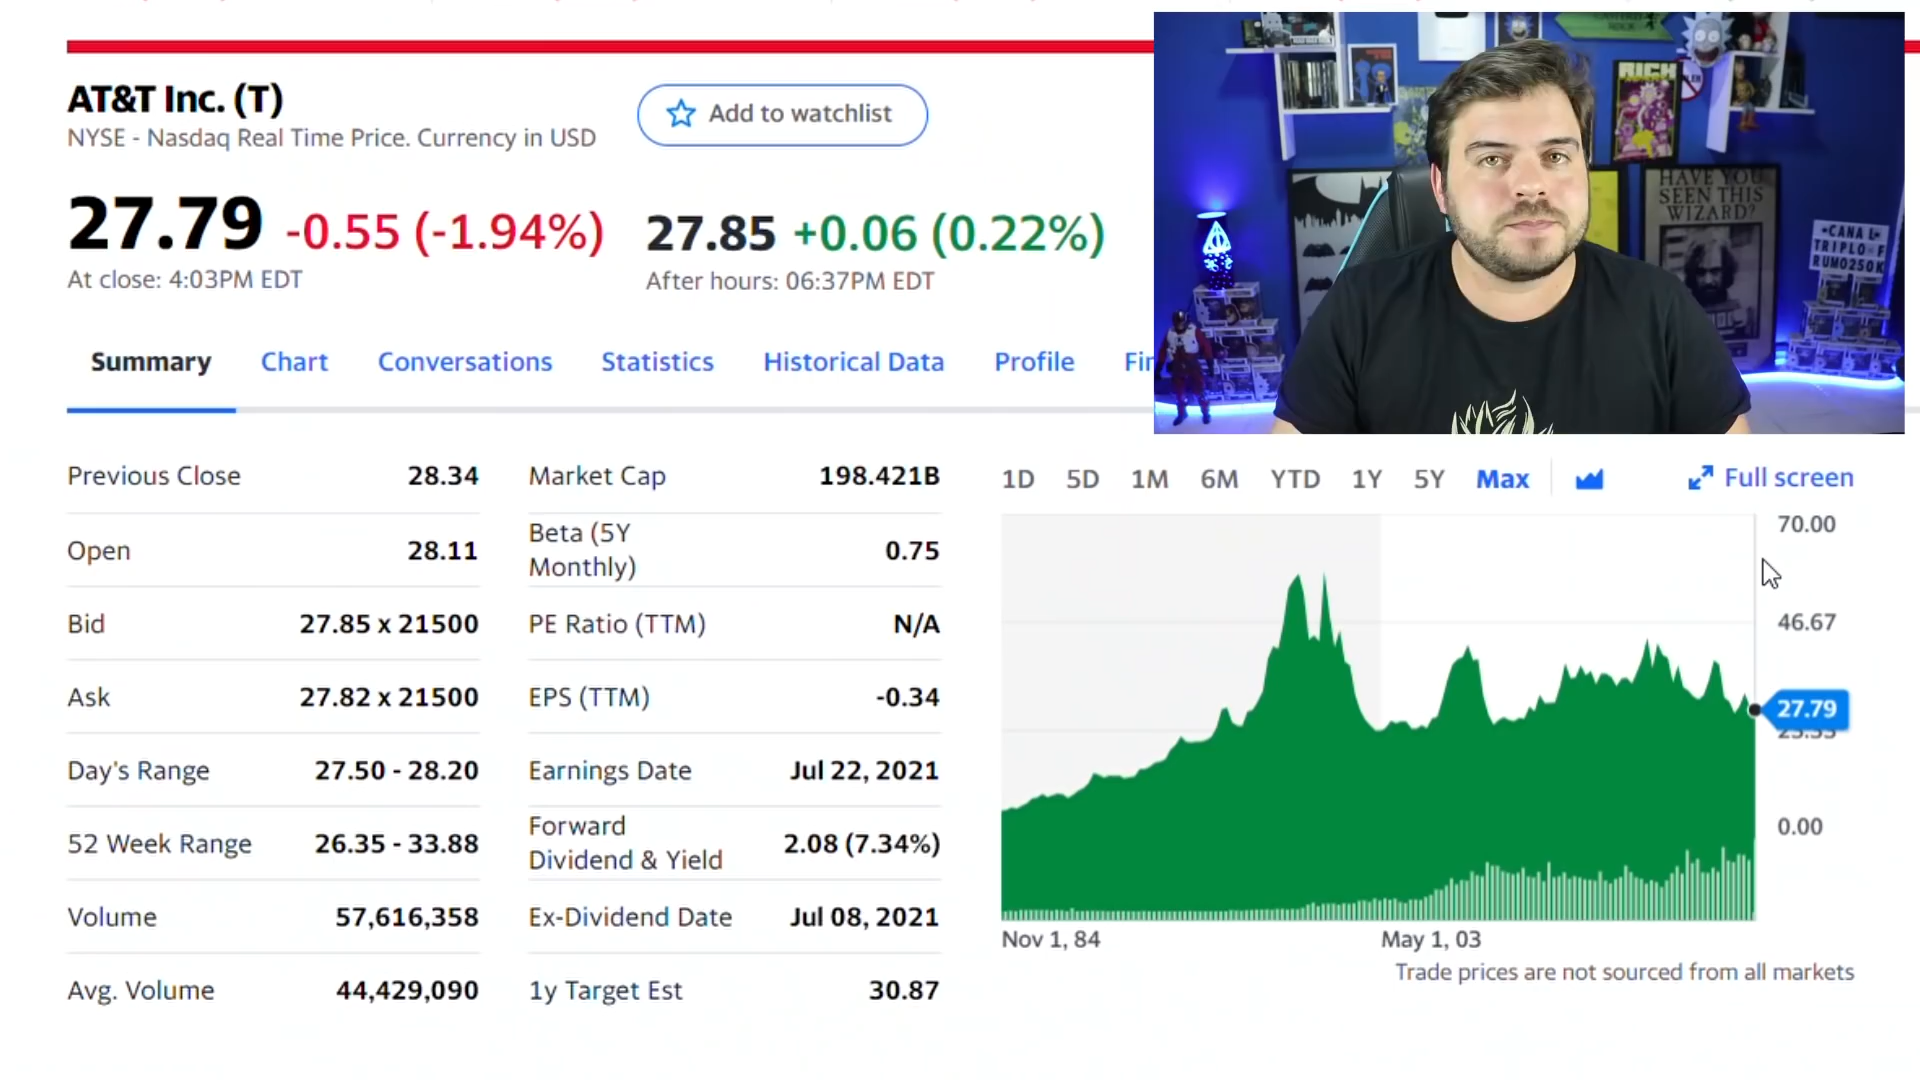 AT&T Inc. (T)
NYSE - Nasdaq Real Time Price. Currency in USD
Add to watchlist
27.79 -0.55 (-1.94%)
At close: 4:03PM EDT
27.85 +0.06 (0.22%)
After hours: 06:37PM EDT
Summary Chart Conversations Statistics Historical Data Profile Fin
Previous Close 28.34
Open 28.11
Bid 27.85 x 21500
Ask 27.82 x 21500
Day's Range 27.50 - 28.20
52 Week Range 26.35 - 33.88
Volume 57,616,358
Avg. Volume 44,429,090
Market Cap 198.421B
Beta (5Y
Monthly) 0.75
PE Ratio (TTM) N/A
EPS (TTM) -0.34
Earnings Date Jul 22, 2021
Forward
Dividend & Yield 2.08 (7.34%)
Ex-Dividend Date Jul 08, 2021
1y Target Est 30.87
1D 5D 1M 6M YTD 1Y 5Y Max Full screen
70.00
46.67
27.79
0.00
Nov 1, 84 May 1, 03
Trade prices are not sourced from all markets
HAVE YOU
SEEN THIS
WIZARD?
•CANAL•
TRIPLO F
RUMO250K